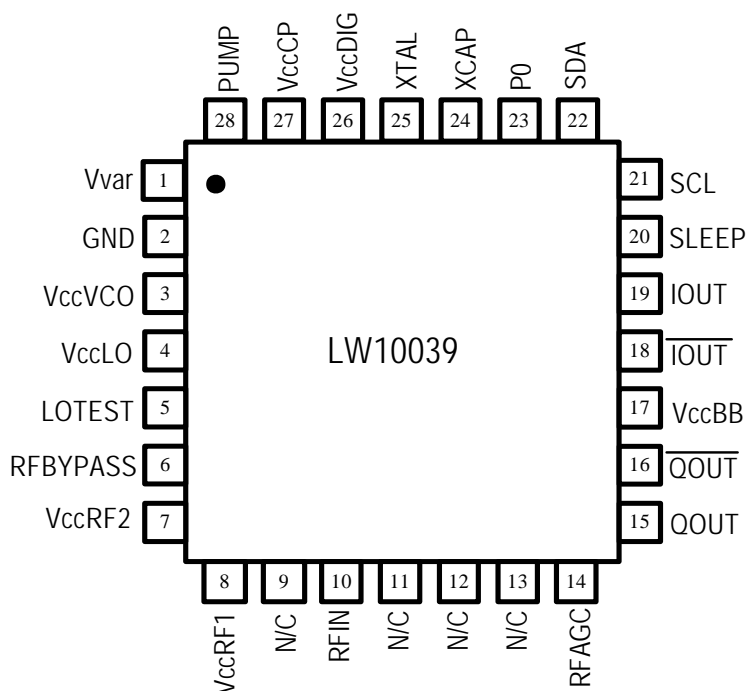 PUMP
VccCP
VccDIG
XTAL
XCAP
P0
SDA
28
27
26
25
24
23
22
Vvar 1
GND 2
VccVCO 3
VccLO 4
LOTEST 5
RFBYPASS 6
VccRF2 7
LW10039
21 SCL
20 SLEEP
19 IOUT
18 IOUT
17 VccBB
16 QOUT
15 QOUT
8
9
10
11
12
13
14
VccRF1
N/C
RFIN
N/C
N/C
N/C
RFAGC